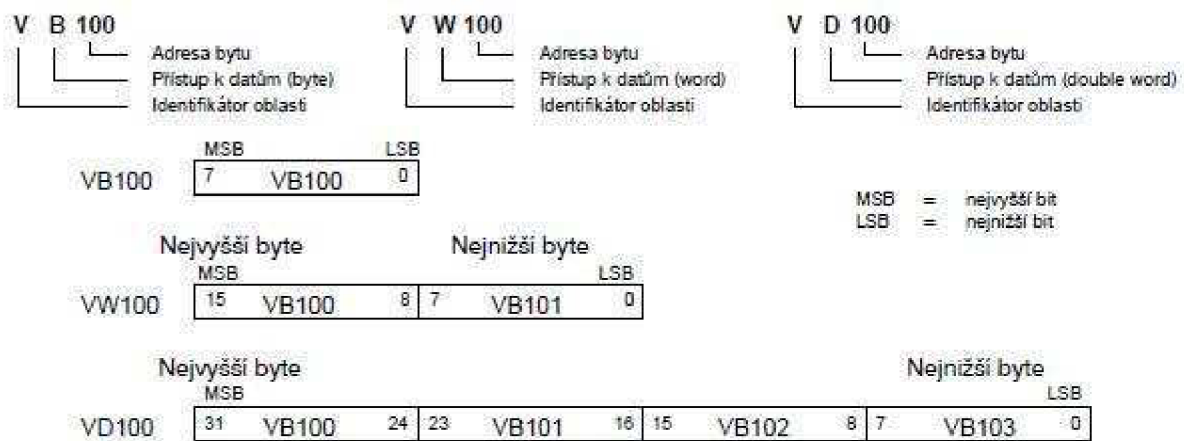 V B 100 V W 100 V D 100
Adresa bytu Adresa bytu Adresa bytu
Přístup k datům (byte) Přístup k datům (word) Přístup k datům (double word)
Identifikátor oblasti Identifikátor oblasti Identifikátor oblasti
MSB LSB
VB100 7 VB100 0
MSB = nejvyšší bit
LSB = nejnižší bit
Nejvyšší byte Nejnižší byte
MSB LSB
VW100 15 VB100 8 7 VB101 0
Nejvyšší byte Nejnižší byte
MSB LSB
VD100 31 VB100 24 23 VB101 16 15 VB102 8 7 VB103 0